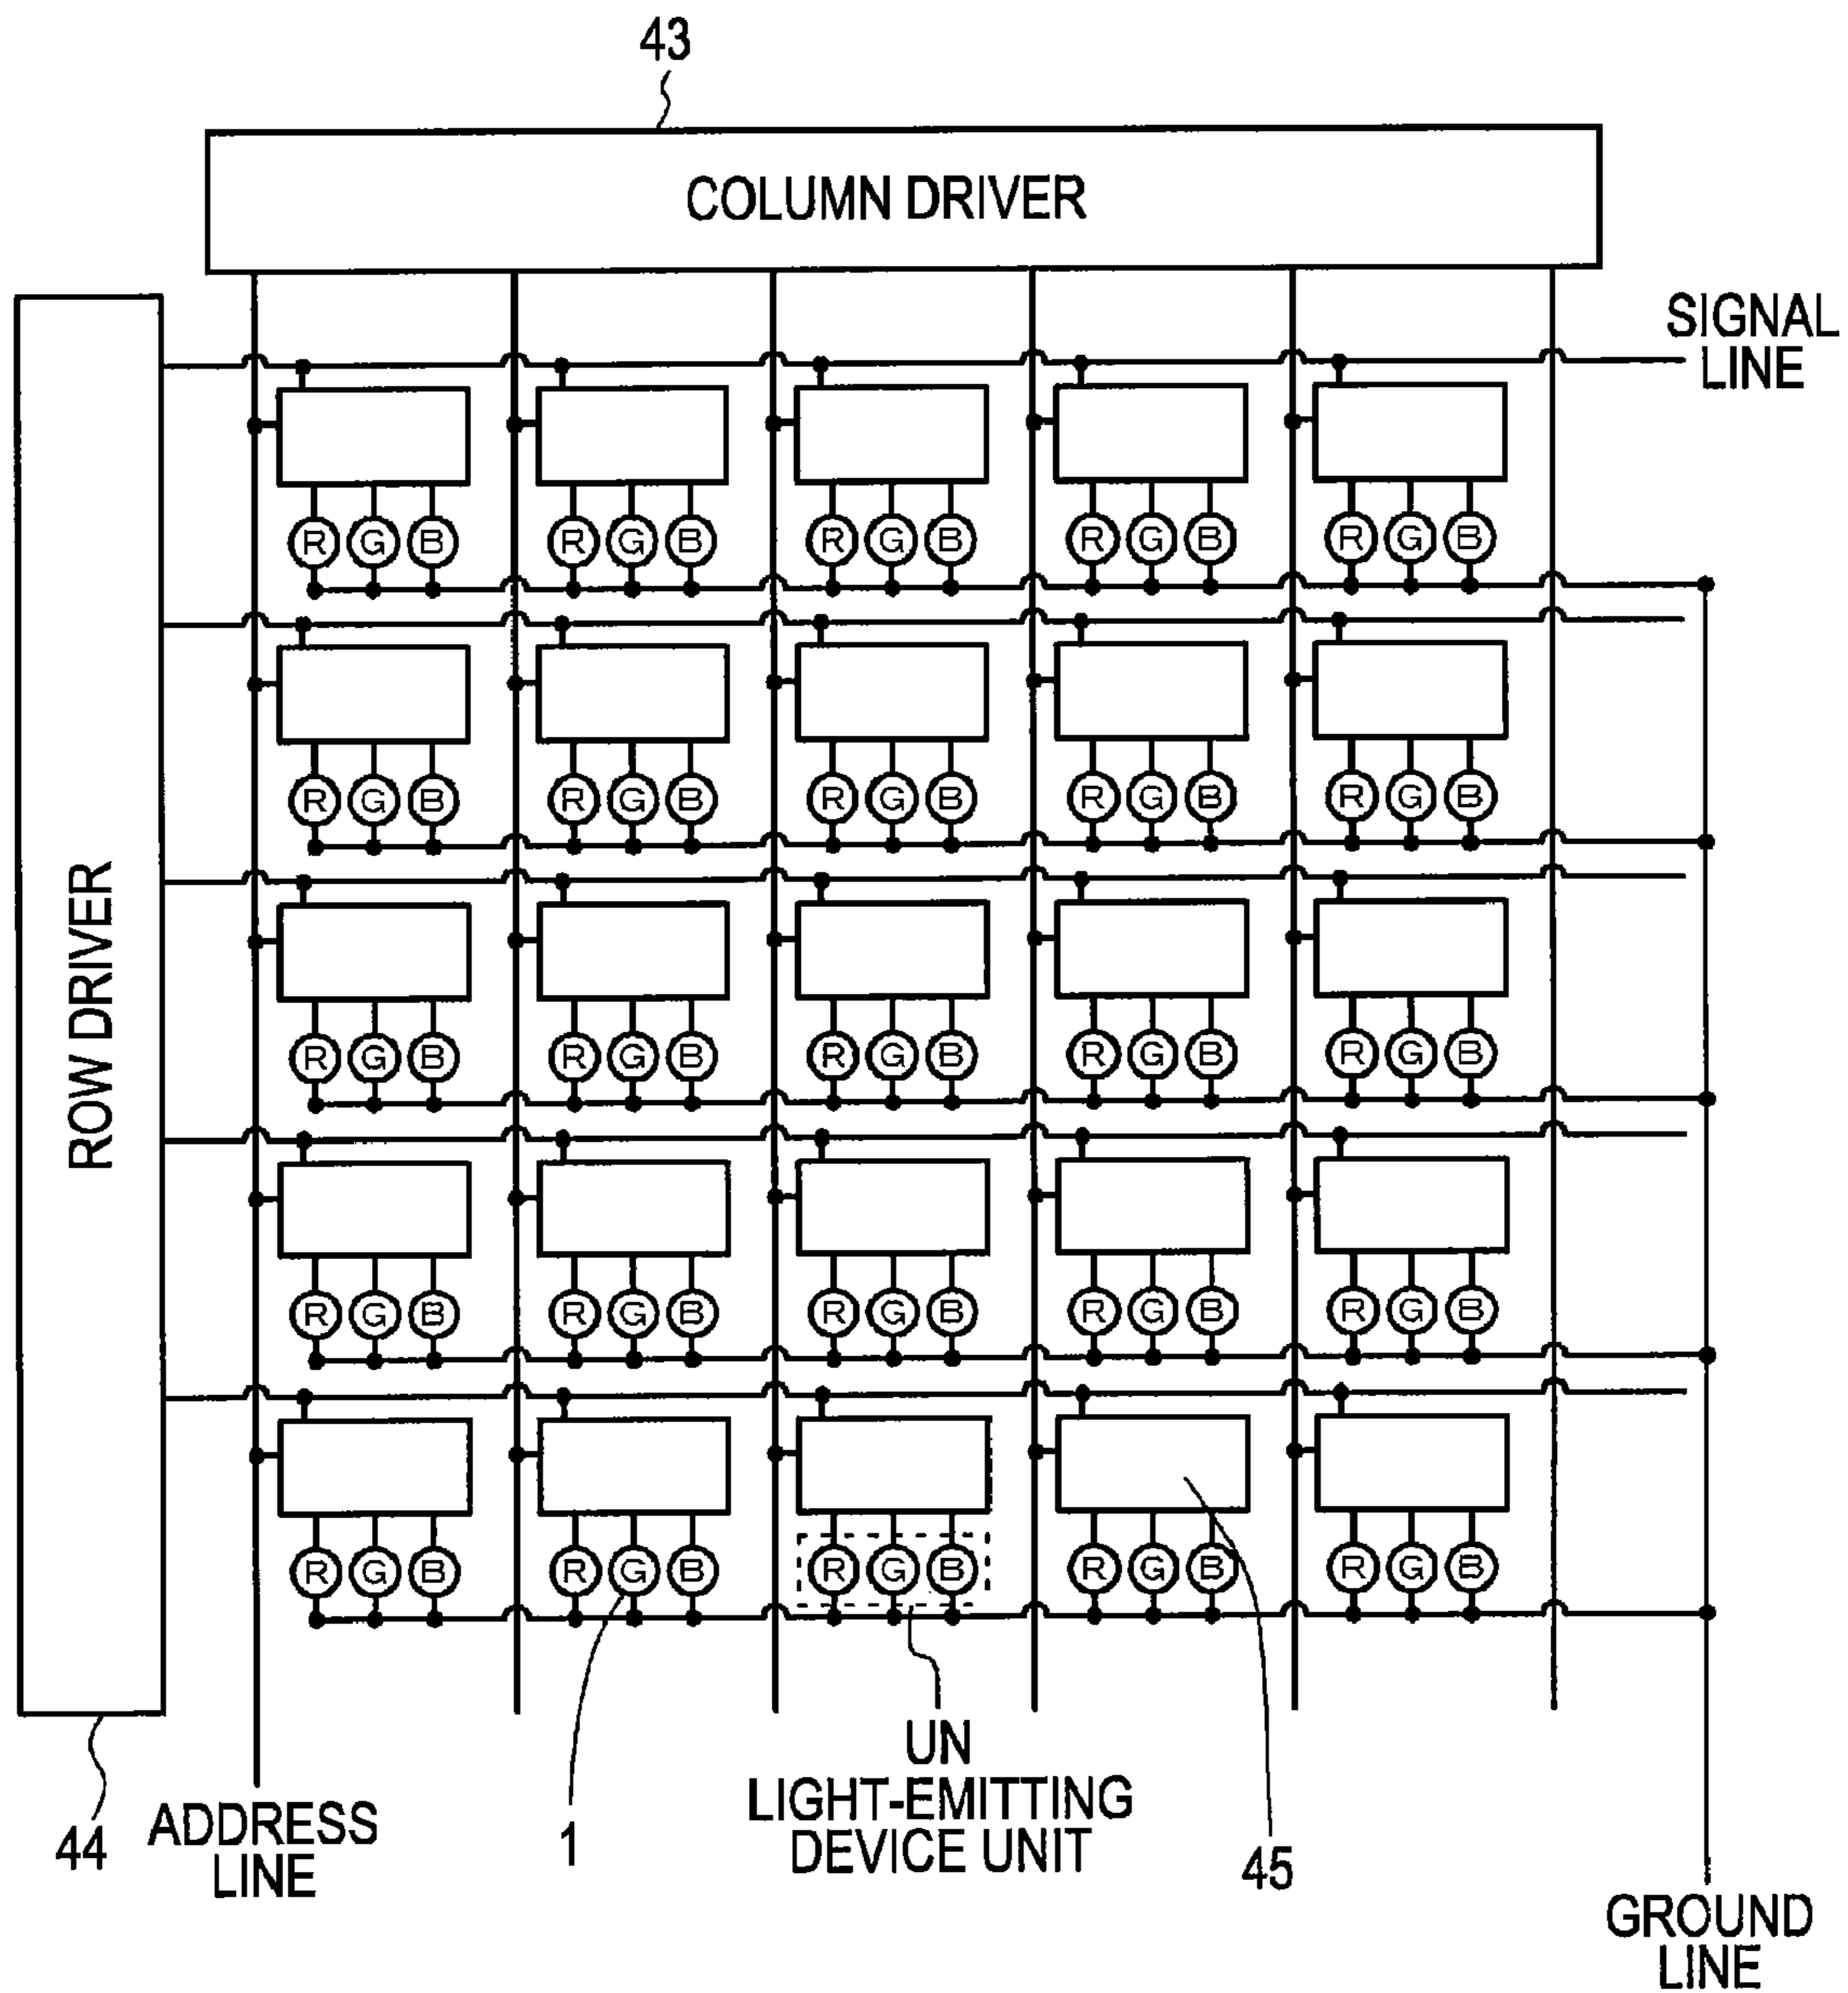 43
COLUMN DRIVER
SIGNAL
LINE
R G B R G B R G B R G B R G B
R G B R G B R G B R G B R G B
ROW DRIVER
R G B R G B R G B R G B R G B
R G B R G B R G B R G B R G B
R G B R G B R G B R G B R G B
44
ADDRESS
LINE
1
UN
LIGHT-EMITTING
DEVICE UNIT
45
GROUND
LINE